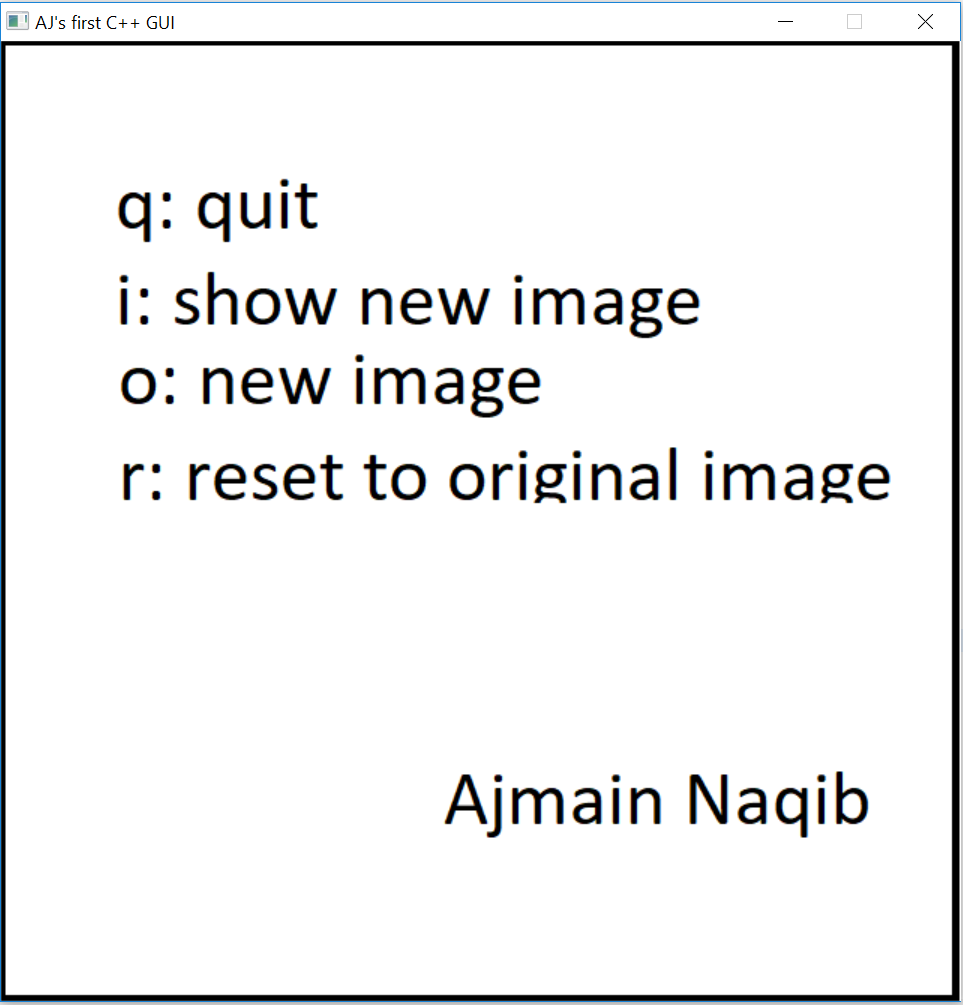 AJ's first C++ GUI
q: quit
i: show new image
o: new image
r: reset to original image
Ajmain Naqib